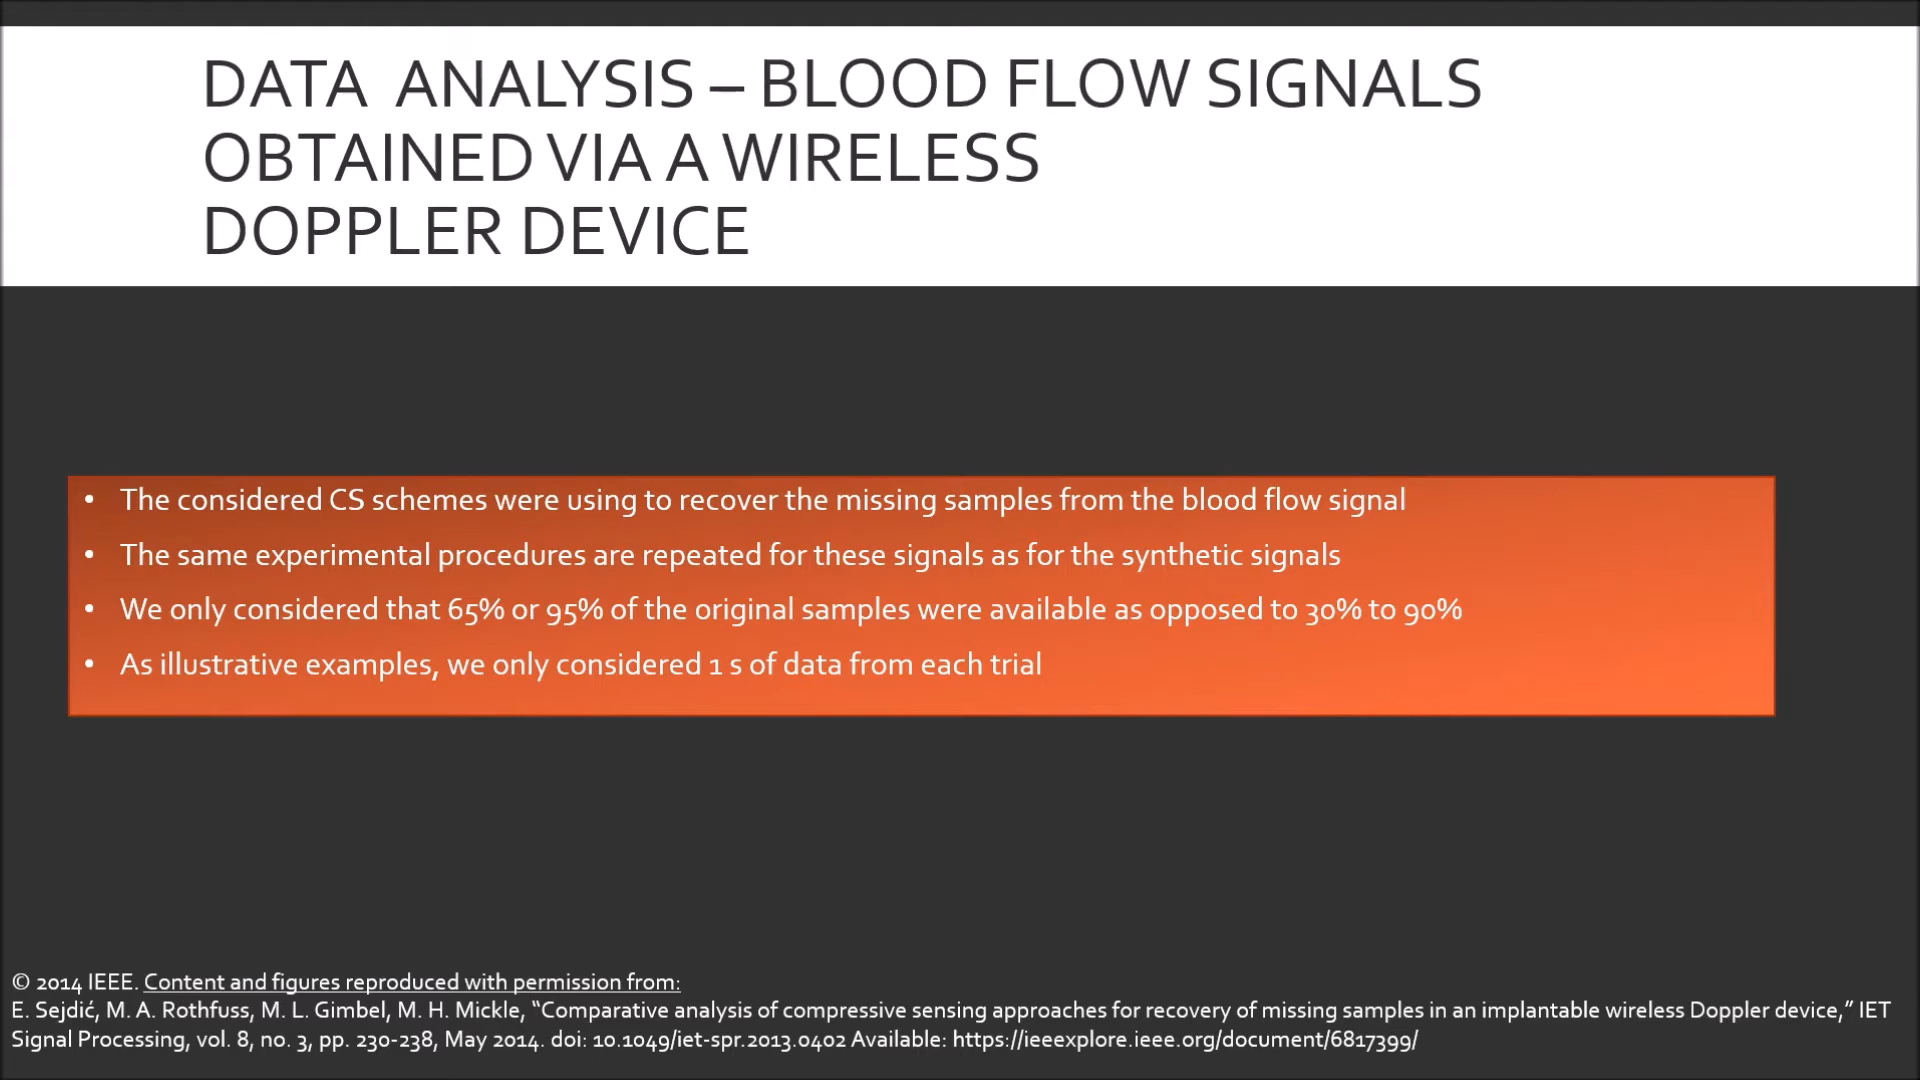 DATA ANALYSIS – BLOOD FLOW SIGNALS
OBTAINED VIA A WIRELESS
DOPPLER DEVICE
• The considered CS schemes were using to recover the missing samples from the blood flow signal
• The same experimental procedures are repeated for these signals as for the synthetic signals
• We only considered that 65% or 95% of the original samples were available as opposed to 30% to 90%
• As illustrative examples, we only considered 1 s of data from each trial
© 2014 IEEE. Content and figures reproduced with permission from:
E. Sejdić, M. A. Rothfuss, M. L. Gimbel, M. H. Mickle, “Comparative analysis of compressive sensing approaches for recovery of missing samples in an implantable wireless Doppler device,” IET
Signal Processing, vol. 8, no. 3, pp. 230-238, May 2014. doi: 10.1049/iet-spr.2013.0402 Available: https://ieeexplore.ieee.org/document/6817399/